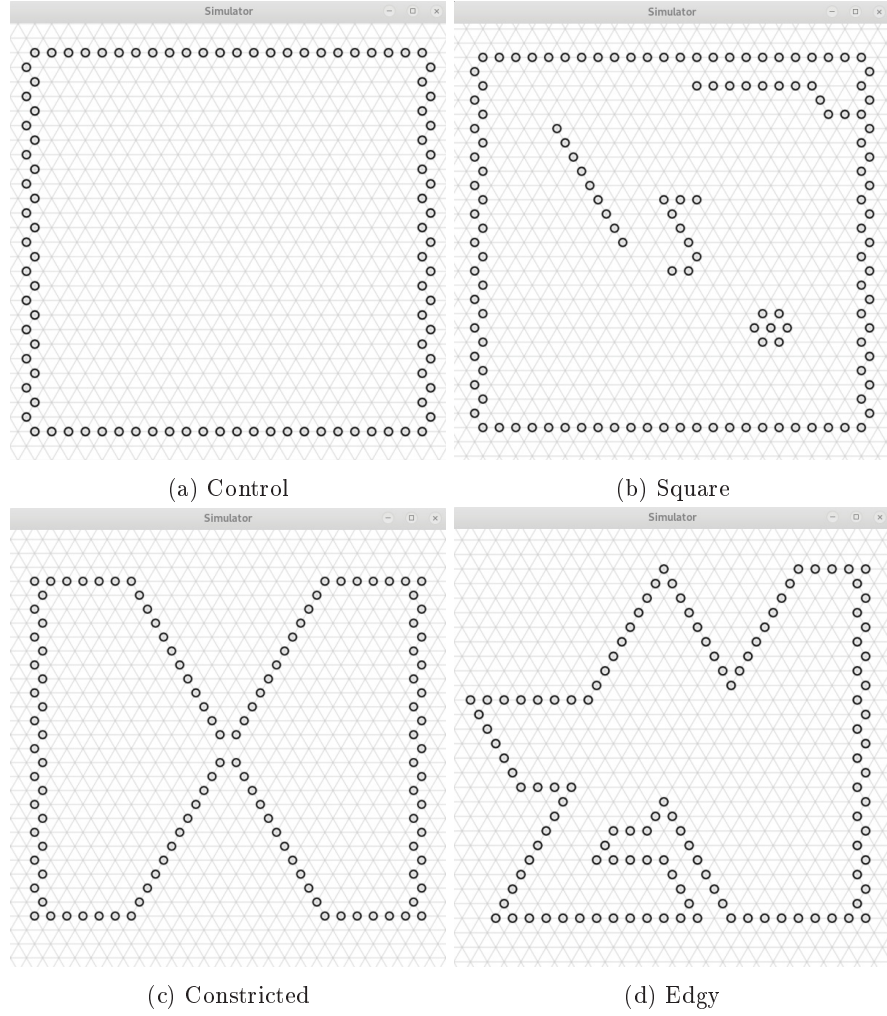 Simulator
Simulator
(a) Control
(b) Square
Simulator
Simulator
(c) Constricted
(d) Edgy